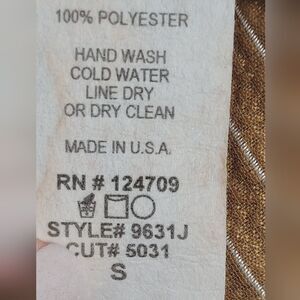 100% POLYESTER
HAND WASH
COLD WATER
LINE DRY
OR DRY CLEAN
MADE IN U.S.A.
RN # 124709
STYLE# 9631J
CUT# 5031
S